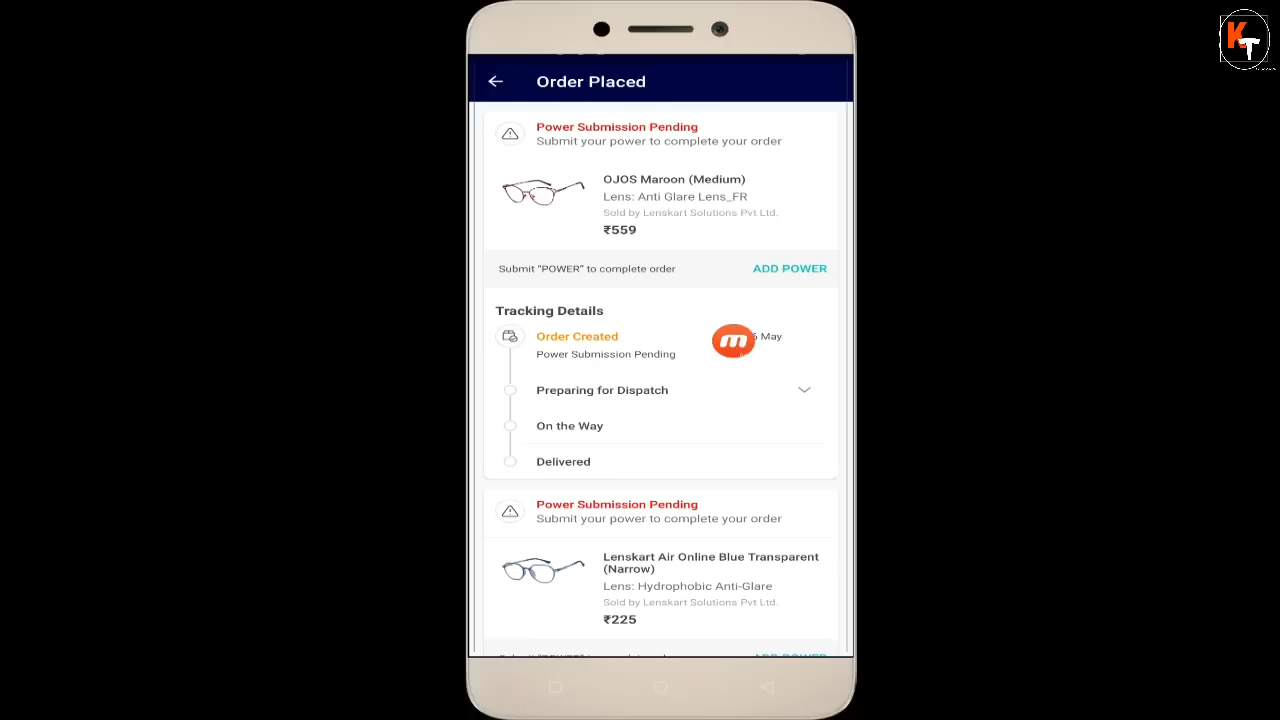 KT
Order Placed
Power Submission Pending
Submit your power to complete your order
OJOS Maroon (Medium)
Lens: Anti Glare Lens_FR
Sold by Lenskart Solutions Pvt Ltd.
₹559
Submit "POWER" to complete order
ADD POWER
Tracking Details
Order Created
May
Power Submission Pending
Preparing for Dispatch
On the Way
Delivered
Power Submission Pending
Submit your power to complete your order
Lenskart Air Online Blue Transparent
(Narrow)
Lens: Hydrophobic Anti-Glare
Sold by Lenskart Solutions Pvt Ltd.
₹225
ADD POWER